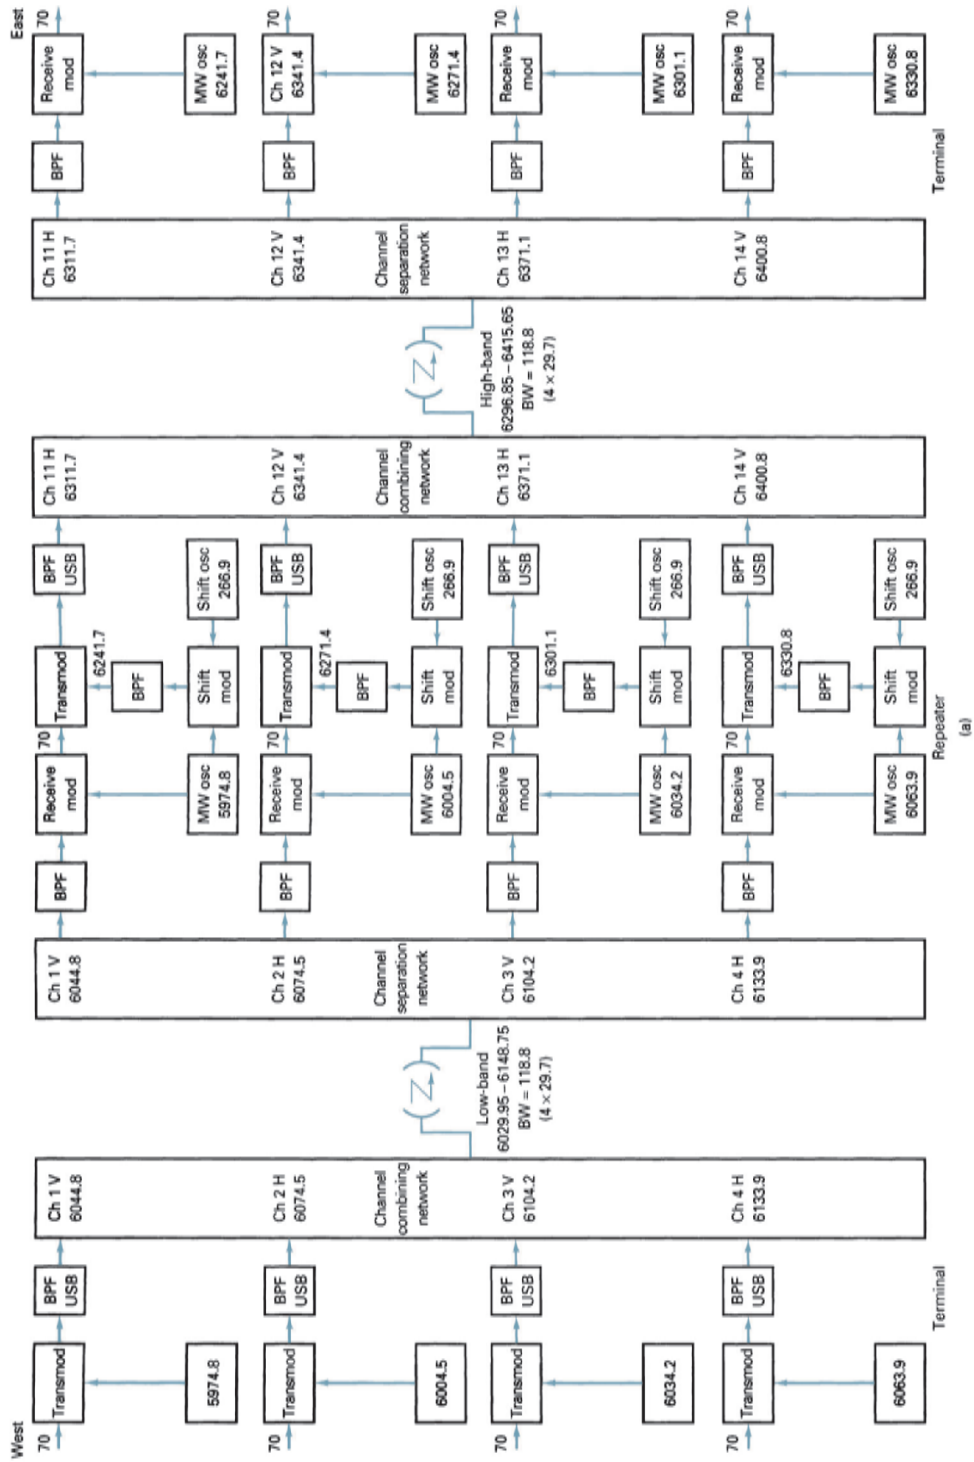 West
East
70
Transmod
BPF
USB
Ch 1 V
6044.8
Ch 1 V
6044.8
BPF
Receive
mod
70
Transmod
6241.7
BPF
USB
Ch 11 H
6311.7
Ch 11 H
6311.7
BPF
Receive
mod
70
5974.8
MW osc
5974.8
BPF
Shift
mod
Shift osc
266.9
MW osc
6241.7
70
Transmod
BPF
USB
Ch 2 H
6074.5
Ch 2 H
6074.5
BPF
Receive
mod
70
Transmod
6271.4
BPF
USB
Ch 12 V
6341.4
Ch 12 V
6341.4
BPF
Ch 12 V
6341.4
70
Channel
combining
network
Channel
separation
network
Channel
combining
network
Channel
separation
network
6004.5
MW osc
6004.5
BPF
Shift
mod
Shift osc
266.9
MW osc
6271.4
Low-band
6029.95–6148.75
BW = 118.8
(4 × 29.7)
High-band
6296.85–6415.65
BW = 118.8
(4 × 29.7)
70
Transmod
BPF
USB
Ch 3 V
6104.2
Ch 3 V
6104.2
BPF
Receive
mod
70
Transmod
6301.1
BPF
USB
Ch 13 H
6371.1
Ch 13 H
6371.1
BPF
Receive
mod
70
6034.2
MW osc
6034.2
BPF
Shift
mod
Shift osc
266.9
MW osc
6301.1
70
Transmod
BPF
USB
Ch 4 H
6133.9
Ch 4 H
6133.9
BPF
Receive
mod
70
Transmod
6330.8
BPF
USB
Ch 14 V
6400.8
Ch 14 V
6400.8
BPF
Receive
mod
70
6063.9
MW osc
6063.9
BPF
Shift
mod
Shift osc
266.9
MW osc
6330.8
Terminal
Repeater
Terminal
(a)